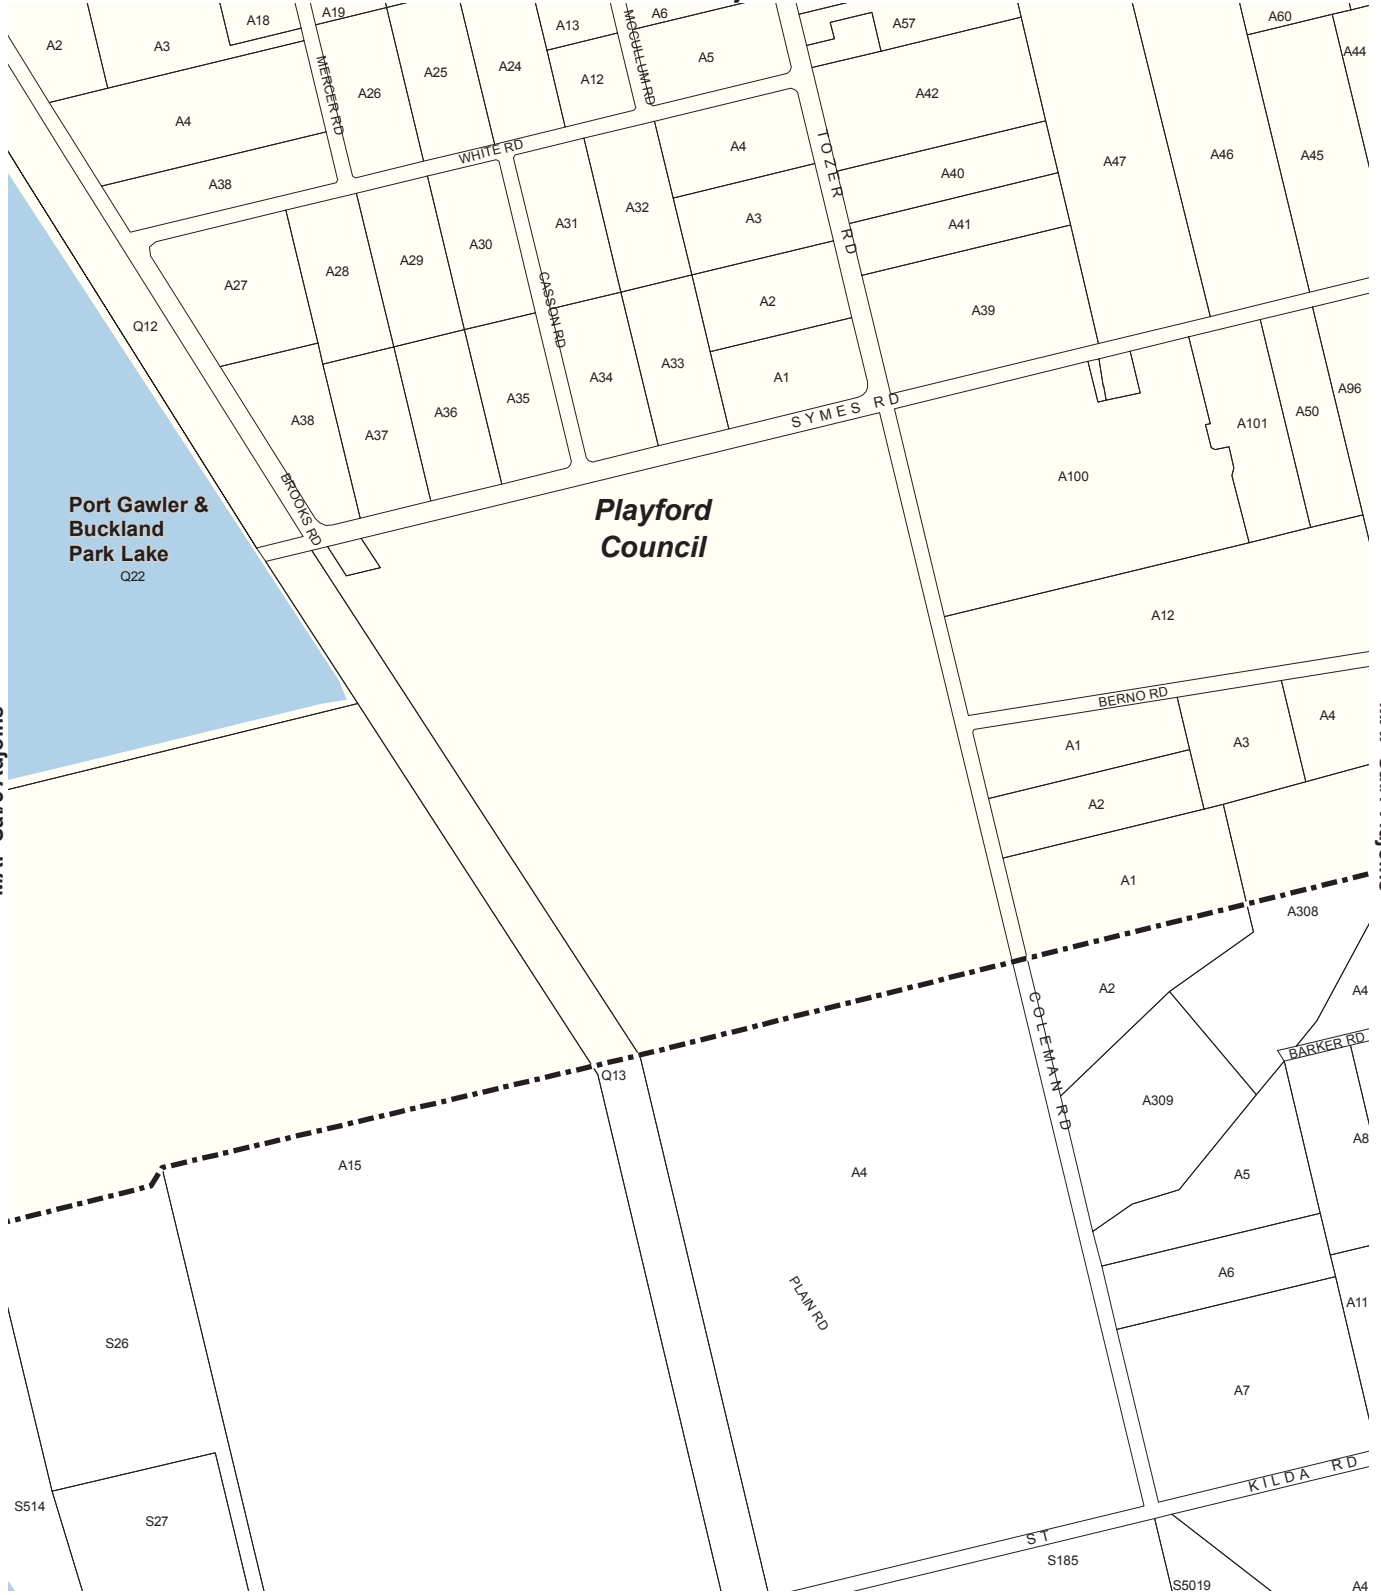 A2
A3
A18
A19
A25
A24
A13
A12
A6
A5
A57
A60
A44
A26
MERCER RD
MCCULLUM RD
A4
A42
A38
WHITE RD
A4
TOZER RD
A40
A47
A46
A45
A31
A32
A3
A41
A27
A28
A29
A30
CASSON RD
A2
A39
Q12
A34
A33
A1
A38
A37
A36
A35
SYMES RD
A101
A50
A96
BROOKS RD
A100
Port Gawler &
Buckland
Park Lake
Q22
Playford
Council
A12
BERNO RD
A1
A3
A4
A2
A1
A308
A2
A4
COLEMAN RD
BARKER RD
Q13
A309
A8
A15
A4
A5
PLAIN RD
A6
A11
S26
A7
KILDA RD
S514
S27
ST
S185
S5019
A4